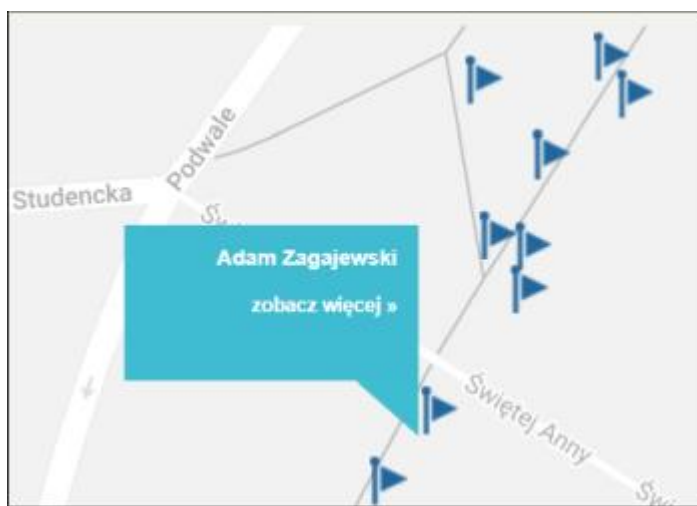 Podwale
Studencka
Adam Zagajewski
zobacz więcej »
Świętej Anny